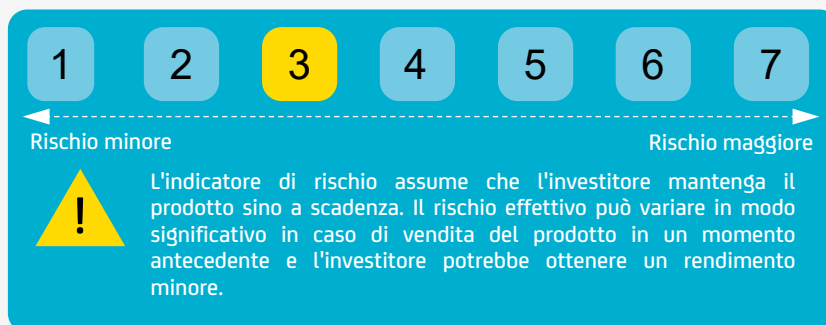 1 2 3 4 5 6 7
Rischio minore Rischio maggiore
!
L'indicatore di rischio assume che l'investitore mantenga il
prodotto sino a scadenza. Il rischio effettivo può variare in modo
significativo in caso di vendita del prodotto in un momento
antecedente e l'investitore potrebbe ottenere un rendimento
minore.